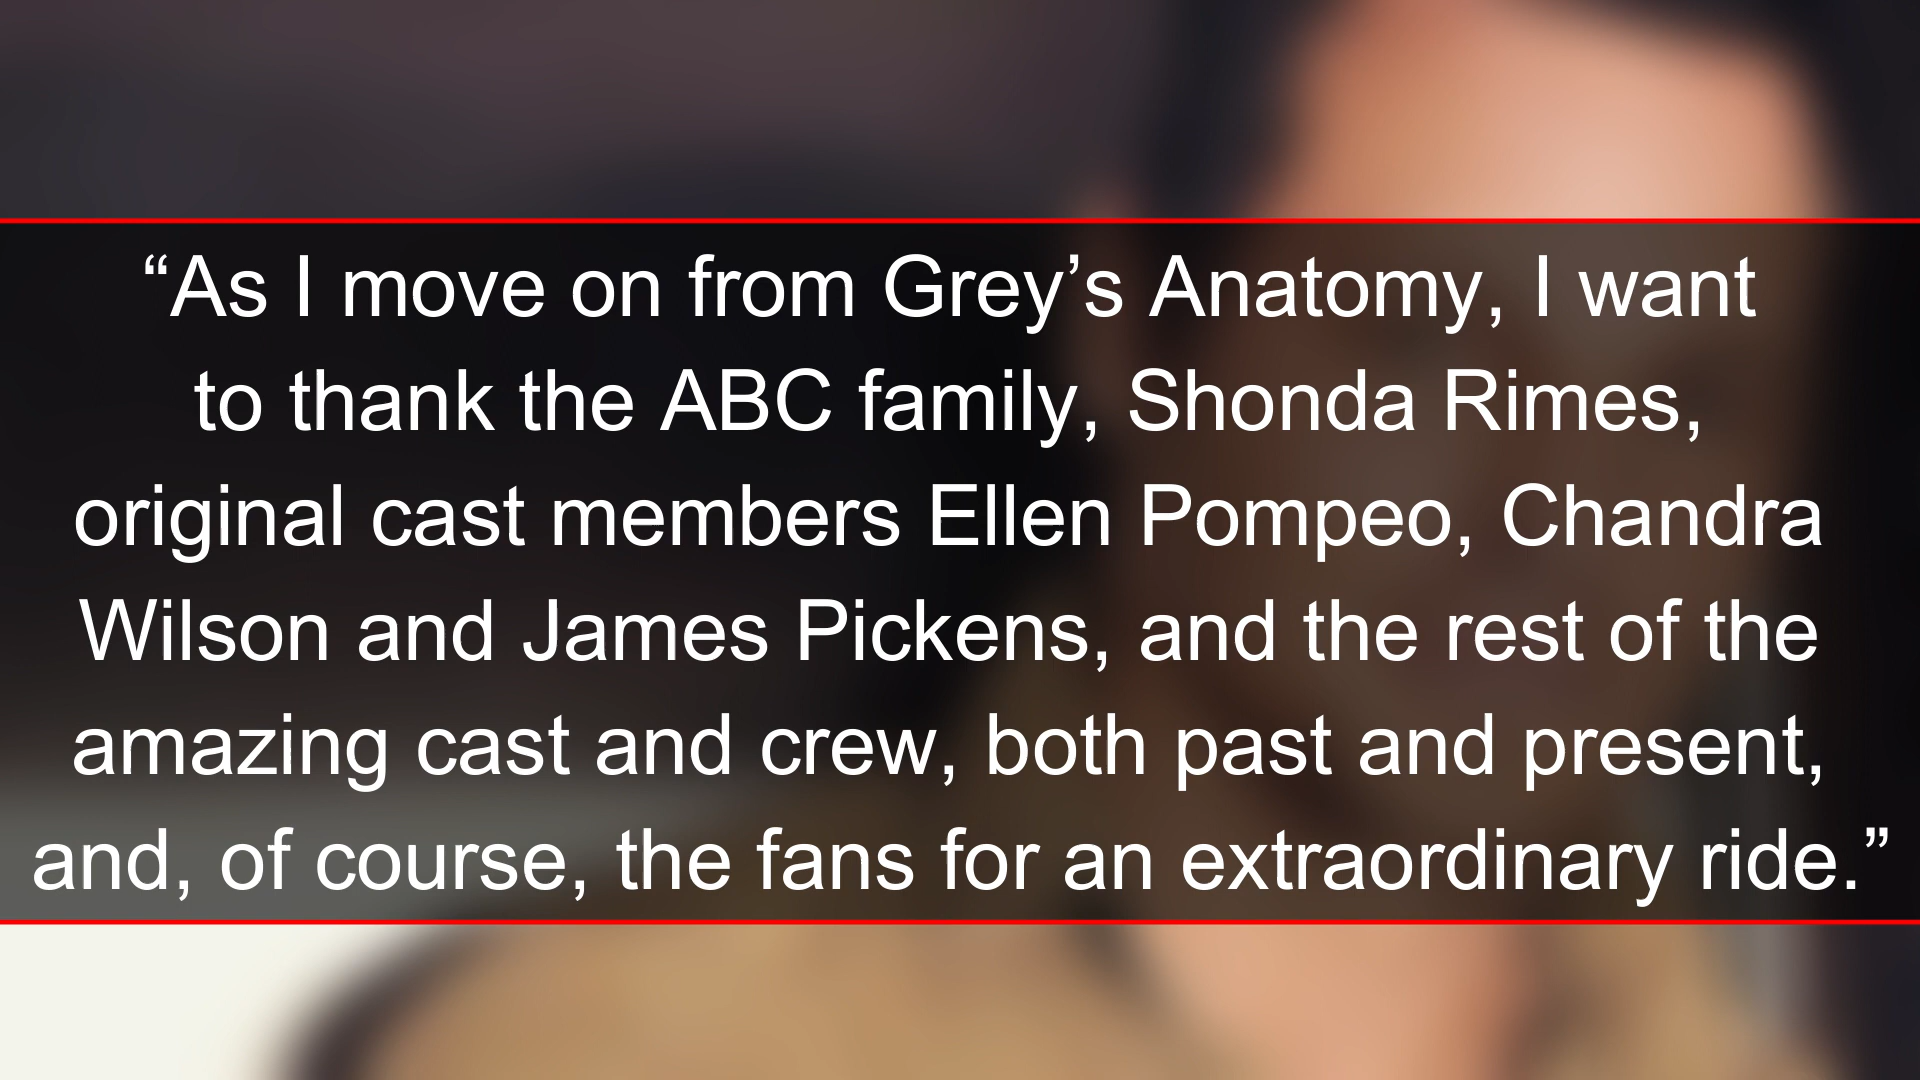 “As I move on from Grey’s Anatomy, I want
to thank the ABC family, Shonda Rimes,
original cast members Ellen Pompeo, Chandra
Wilson and James Pickens, and the rest of the
amazing cast and crew, both past and present,
and, of course, the fans for an extraordinary ride.”